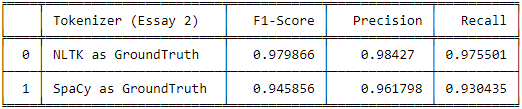 Tokenizer (Essay 2) F1-Score Precision Recall
0 NLTK as GroundTruth 0.979866 0.98427 0.975501
1 SpaCy as GroundTruth 0.945856 0.961798 0.930435